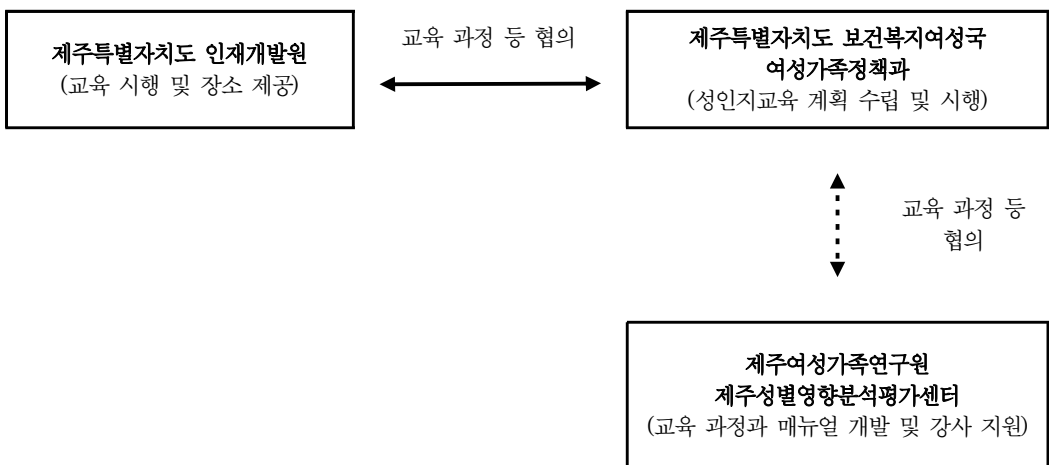 제주특별자치도 인재개발원
(교육 시행 및 장소 제공)
교육 과정 등 협의
제주특별자치도 보건복지여성국
여성가족정책과
(성인지교육 계획 수립 및 시행)
교육 과정 등
협의
제주여성가족연구원
제주성별영향분석평가센터
(교육 과정과 매뉴얼 개발 및 강사 지원)